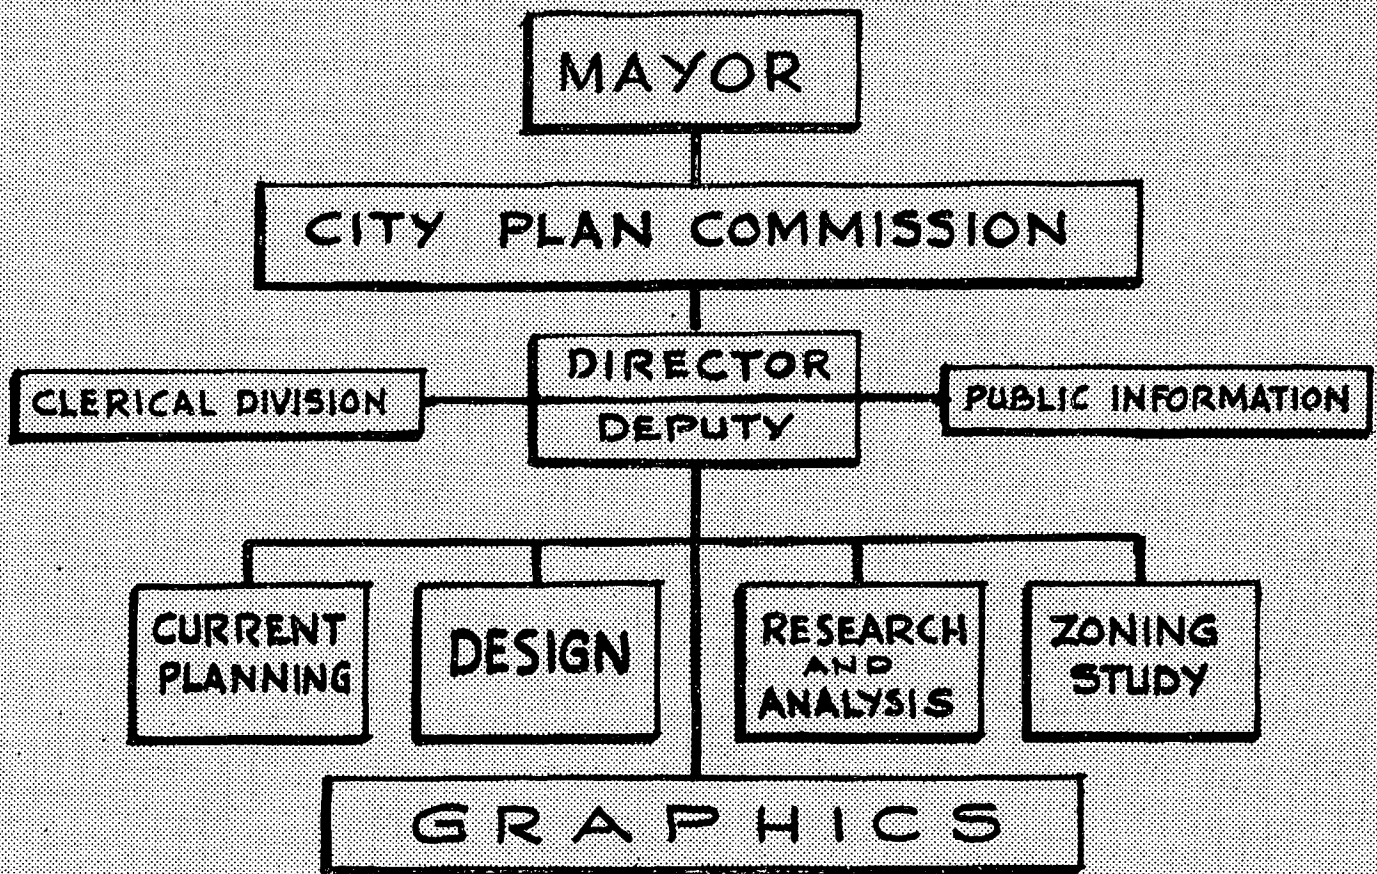 MAYOR
CITY PLAN COMMISSION
DIRECTOR
CLERICAL DIVISION
PUBLIC INFORMATION
DEPUTY
CURRENT
PLANNING
DESIGN
RESEARCH
AND
ANALYSIS
ZONING
STUDY
GRAPHICS